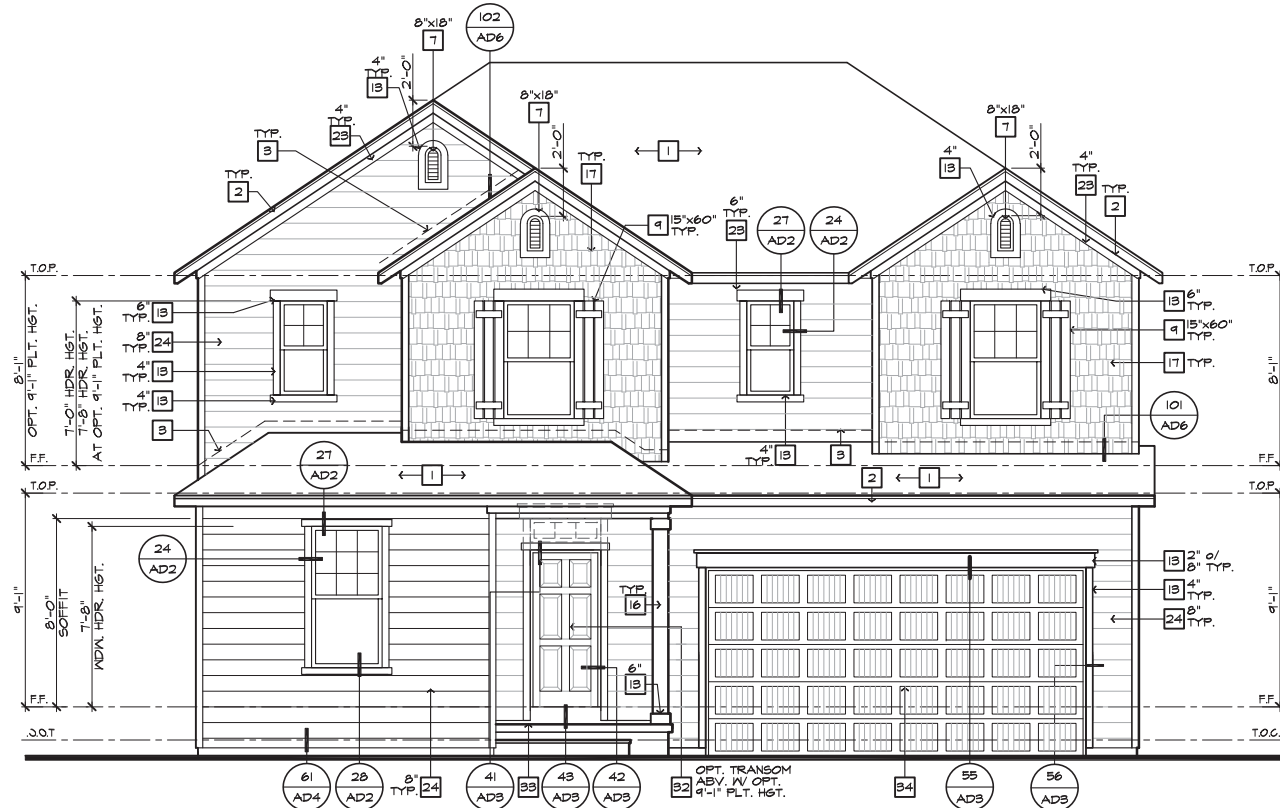 102
AD6
8"x18"
7
4"
TYP.
13
2'-0"
8"x18"
7
8"x18"
7
4"
TYP.
23
TYP.
3
TYP.
2
2'-0"
1
TYP.
17
4"
13
2'-0"
4"
TYP.
23
TYP.
2
9
15"x60"
TYP.
6"
TYP.
23
27
AD2
24
AD2
T.O.P.
T.O.P.
6"
TYP.
13
8"
TYP.
24
4"
TYP.
13
4"
TYP.
13
3
8'-1"
OPT. 9'-1" PLT. HGT.
7'-0" HDR. HGT.
7'-8" HDR. HGT.
AT OPT. 9'-1" PLT. HGT.
13
6"
TYP.
9
15"x60"
TYP.
17
TYP.
8'-1"
101
AD6
4"
TYP.
13
3
F.F.
F.F.
27
AD2
1
2
1
T.O.P.
T.O.P.
24
AD2
9'-1"
8'-0"
SOFFIT
7'-8"
WDW. HDR. HGT.
TYP.
16
6"
13
13
2" o/
8" TYP.
13
4"
TYP.
24
8"
TYP.
9'-1"
F.F.
F.F.
T.O.C.
61
AD4
28
AD2
8"
TYP.
24
41
AD3
33
43
AD3
42
AD3
32
OPT. TRANSOM
ABV. W/ OPT.
9'-1" PLT. HGT.
34
55
AD3
56
AD3